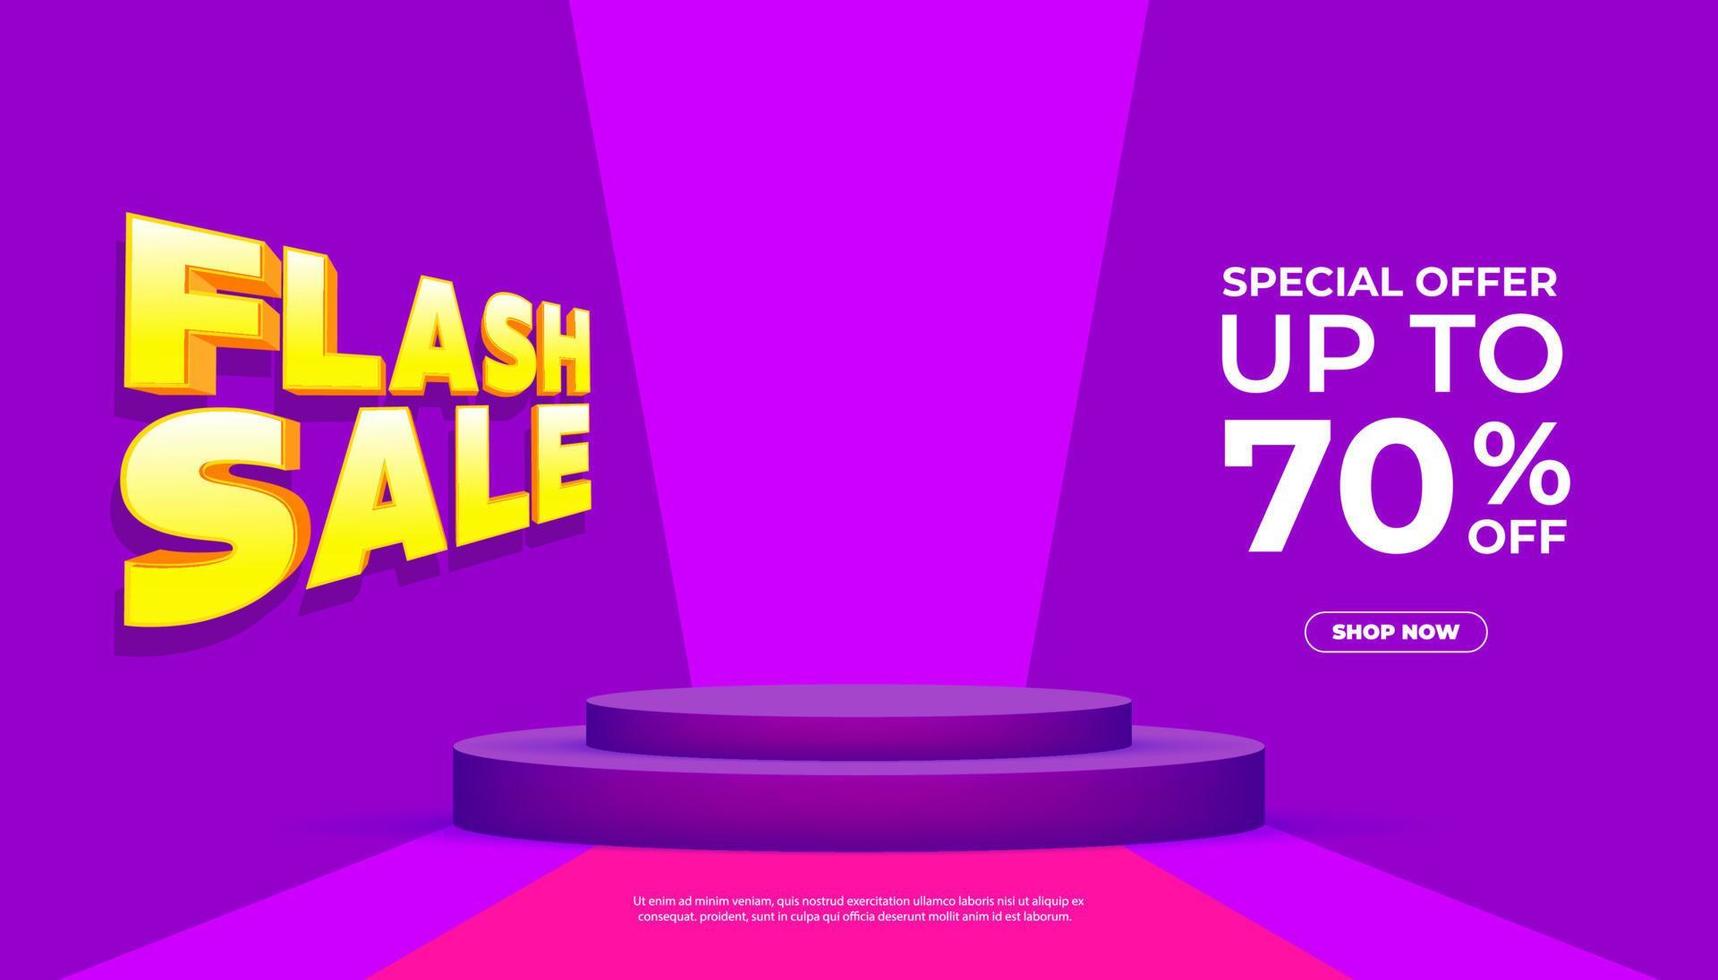 FLASH
SALE
SPECIAL OFFER
UP TO
70%
OFF
SHOP NOW
Ut enim ad minim veniam, quis nostrud exercitation ullamco laboris nisi ut aliquip ex
consequat. proident, sunt in culpa qui officia deserunt mollit anim id est laborum.